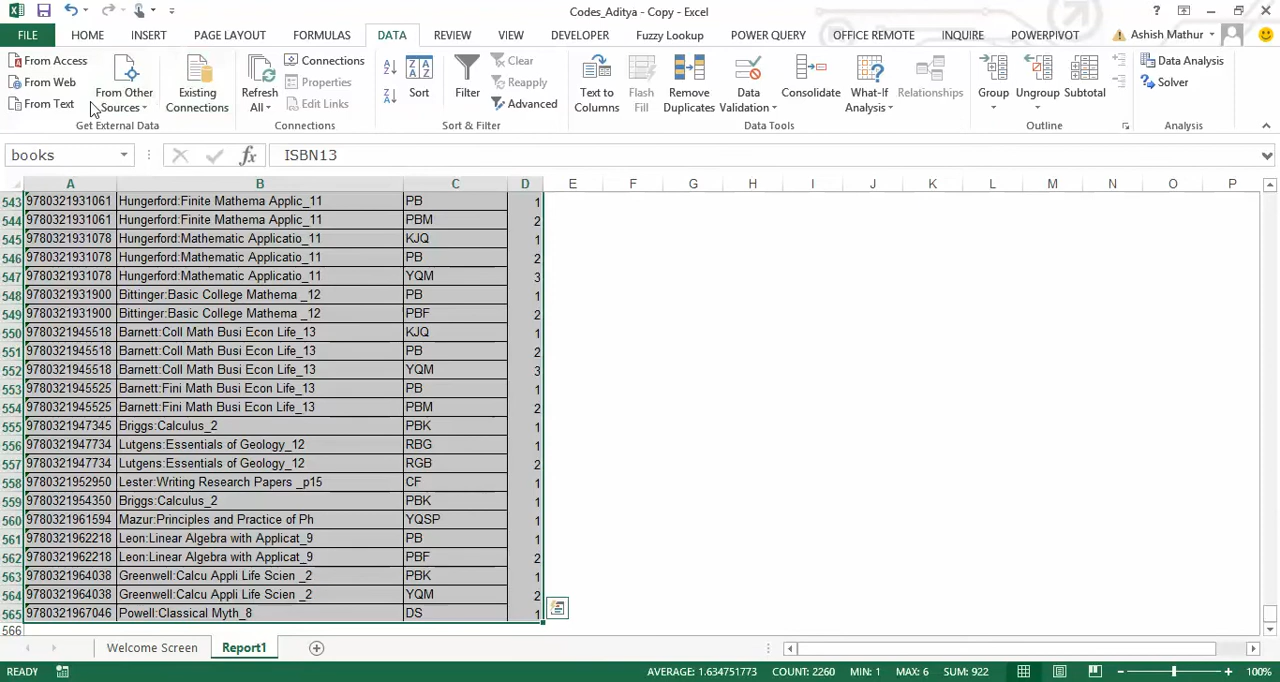 Codes_Aditya - Copy - Excel
FILE HOME INSERT PAGE LAYOUT FORMULAS DATA REVIEW VIEW DEVELOPER Fuzzy Lookup POWER QUERY OFFICE REMOTE INQUIRE POWERPIVOT Ashish Mathur
From Access
From Web
From Text
From Other Sources
Existing Connections
Get External Data
Refresh All
Connections
Properties
Edit Links
Connections
Sort
Filter
Clear
Reapply
Advanced
Sort & Filter
Text to Columns
Flash Fill
Remove Duplicates
Data Validation
Consolidate
What-If Analysis
Relationships
Data Tools
Group
Ungroup
Subtotal
Outline
Data Analysis
Solver
Analysis
books fx ISBN13
A B C D E F G H I J K L M N O P
543 9780321931061 Hungerford:Finite Mathema Applic_11 PB 1
544 9780321931061 Hungerford:Finite Mathema Applic_11 PBM 2
545 9780321931078 Hungerford:Mathematic Applicatio_11 KJQ 1
546 9780321931078 Hungerford:Mathematic Applicatio_11 PB 2
547 9780321931078 Hungerford:Mathematic Applicatio_11 YQM 3
548 9780321931900 Bittinger:Basic College Mathema _12 PB 1
549 9780321931900 Bittinger:Basic College Mathema _12 PBF 2
550 9780321945518 Barnett:Coll Math Busi Econ Life_13 KJQ 1
551 9780321945518 Barnett:Coll Math Busi Econ Life_13 PB 2
552 9780321945518 Barnett:Coll Math Busi Econ Life_13 YQM 3
553 9780321945525 Barnett:Fini Math Busi Econ Life_13 PB 1
554 9780321945525 Barnett:Fini Math Busi Econ Life_13 PBM 2
555 9780321947345 Briggs:Calculus_2 PBK 1
556 9780321947734 Lutgens:Essentials of Geology_12 RBG 1
557 9780321947734 Lutgens:Essentials of Geology_12 RGB 2
558 9780321952950 Lester:Writing Research Papers _p15 CF 1
559 9780321954350 Briggs:Calculus_2 PBK 1
560 9780321961594 Mazur:Principles and Practice of Ph YQSP 1
561 9780321962218 Leon:Linear Algebra with Applicat_9 PB 1
562 9780321962218 Leon:Linear Algebra with Applicat_9 PBF 2
563 9780321964038 Greenwell:Calcu Appli Life Scien _2 PBK 1
564 9780321964038 Greenwell:Calcu Appli Life Scien _2 YQM 2
565 9780321967046 Powell:Classical Myth_8 DS 1
566
Welcome Screen Report1
READY AVERAGE: 1.634751773 COUNT: 2260 MIN: 1 MAX: 6 SUM: 922 100%